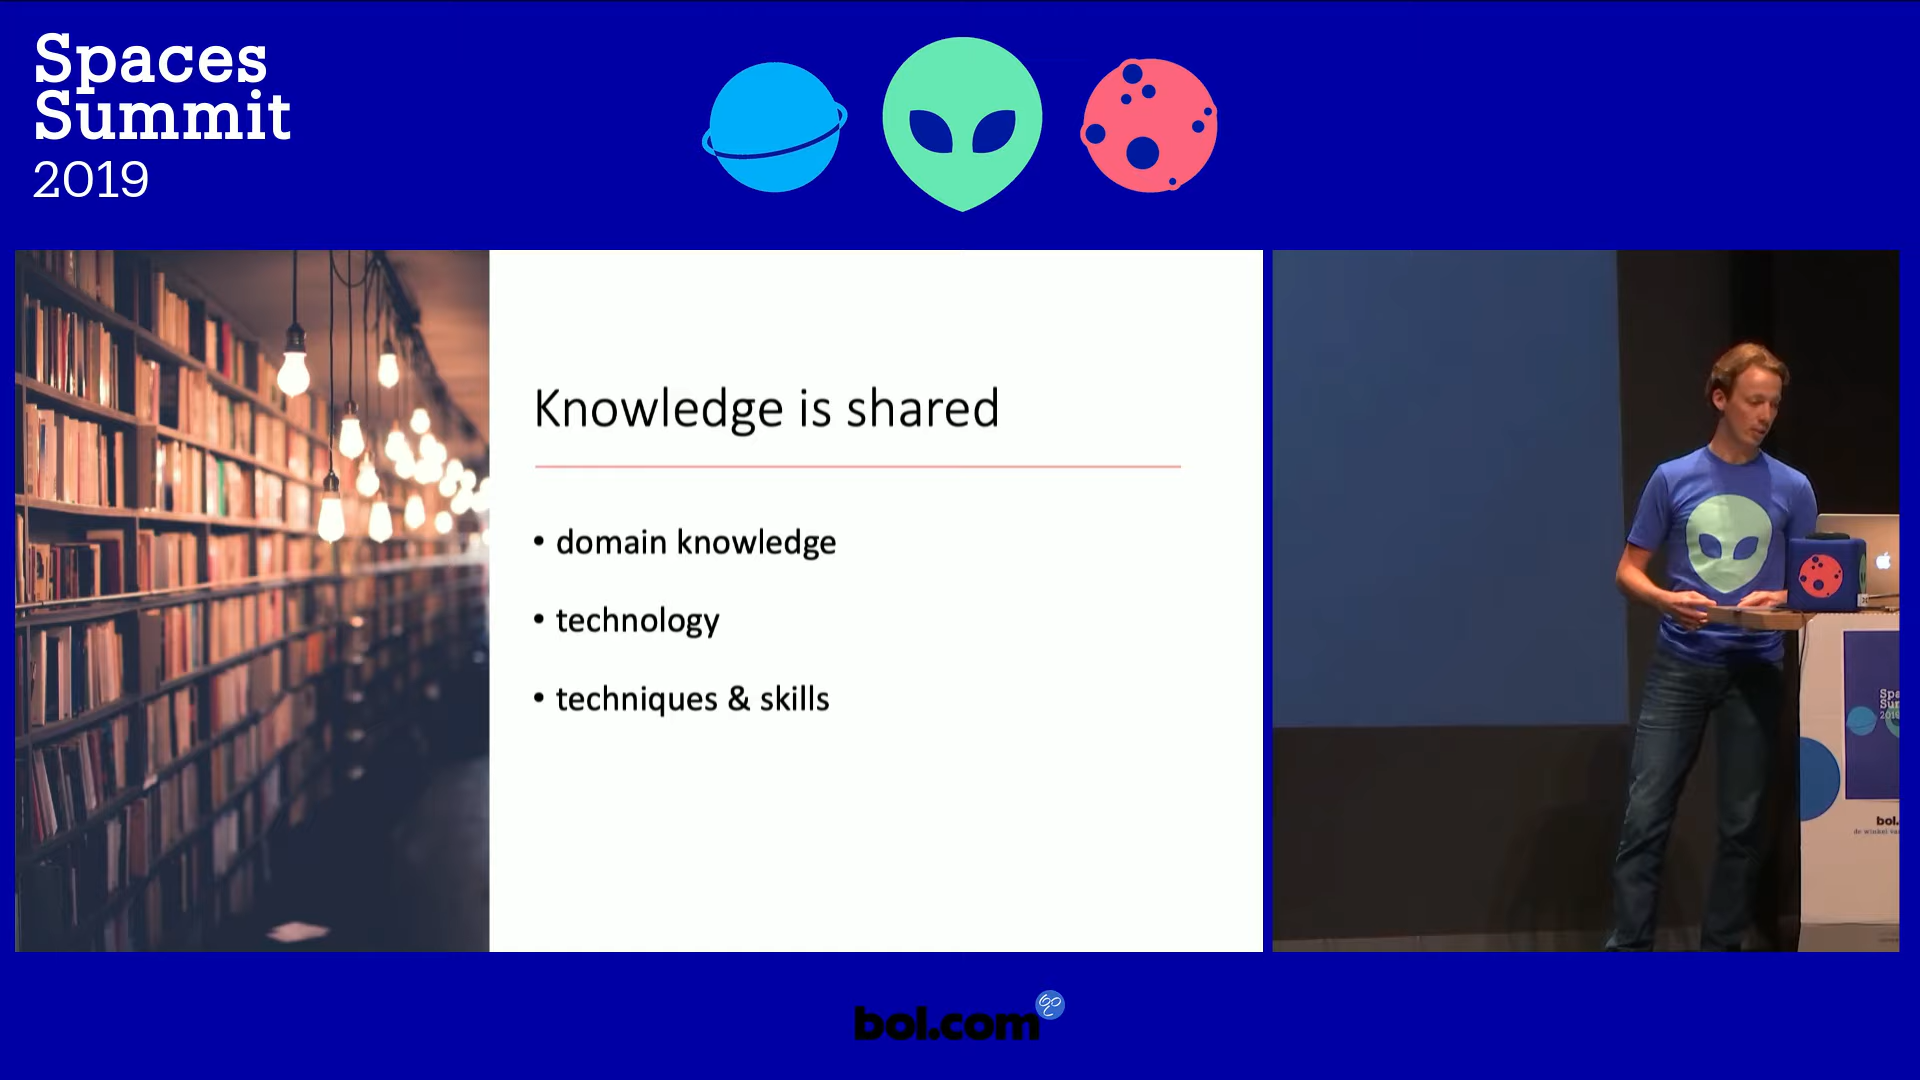 Spaces
Summit
2019
Knowledge is shared
• domain knowledge
• technology
• techniques & skills
bol.com